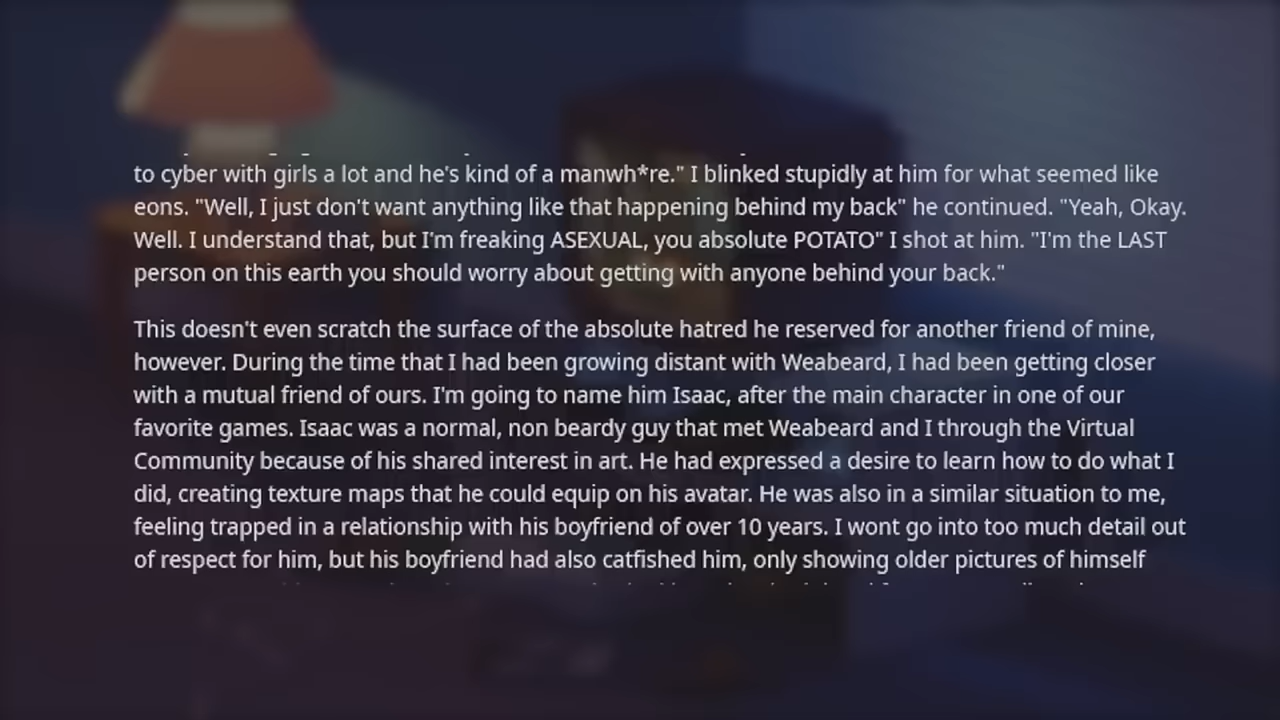 to cyber with girls a lot and he's kind of a manwh*re." I blinked stupidly at him for what seemed like
eons. "Well, I just don't want anything like that happening behind my back" he continued. "Yeah, Okay.
Well. I understand that, but I'm freaking ASEXUAL, you absolute POTATO" I shot at him. "I'm the LAST
person on this earth you should worry about getting with anyone behind your back."
This doesn't even scratch the surface of the absolute hatred he reserved for another friend of mine,
however. During the time that I had been growing distant with Weabeard, I had been getting closer
with a mutual friend of ours. I'm going to name him Isaac, after the main character in one of our
favorite games. Isaac was a normal, non beardy guy that met Weabeard and I through the Virtual
Community because of his shared interest in art. He had expressed a desire to learn how to do what I
did, creating texture maps that he could equip on his avatar. He was also in a similar situation to me,
feeling trapped in a relationship with his boyfriend of over 10 years. I wont go into too much detail out
of respect for him, but his boyfriend had also catfished him, only showing older pictures of himself